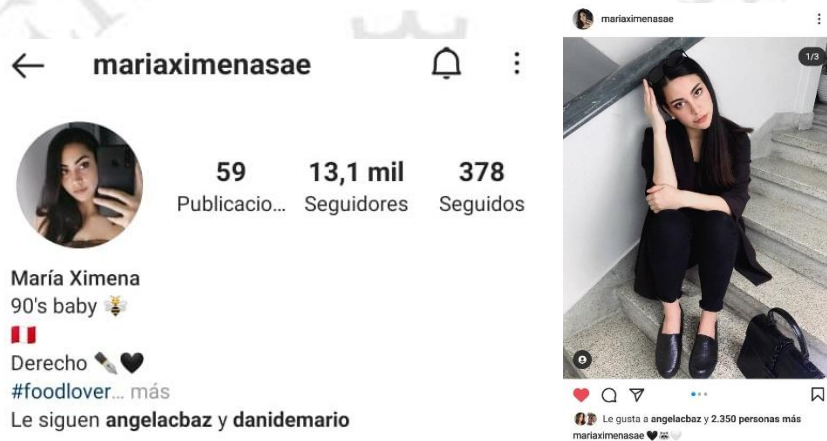 mariaximenasae
59
13,1 mil
378
Publicacio...
Seguidores
Seguidos
María Ximena
90's baby 🐝
🇵🇪
Derecho ✒️🖤
#foodlover... más
Le siguen angelacbaz y danidemario
mariaximenasae
1/3
Le gusta a angelacbaz y 2.350 personas más
mariaximenasae